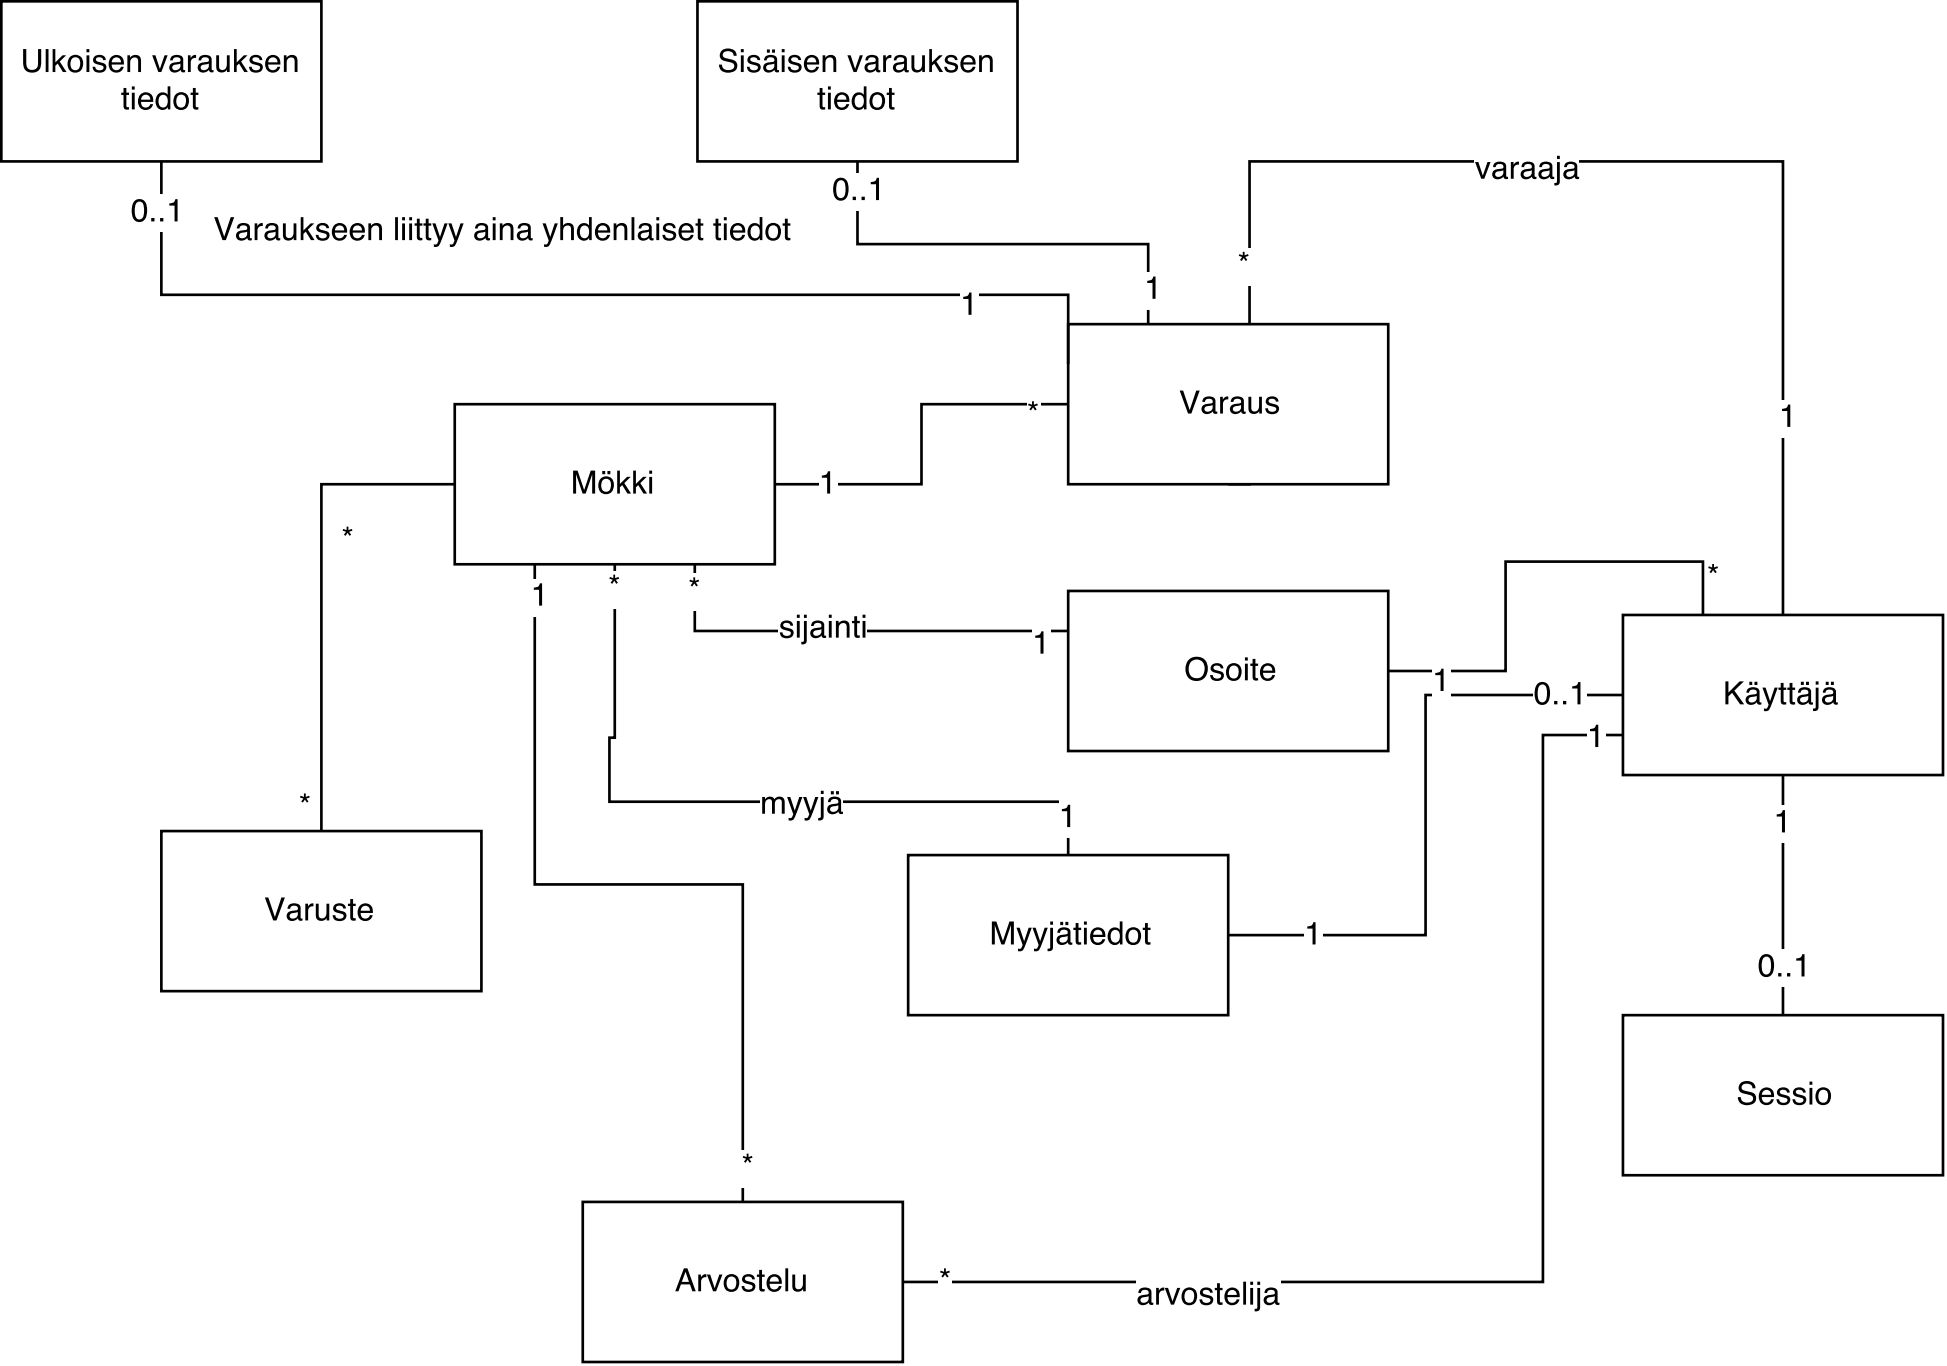 Ulkoisen varauksen
tiedot
Sisäisen varauksen
tiedot
varaaja
0..1
0..1
Varaukseen liittyy aina yhdenlaiset tiedot
*
1
1
Varaus
*
1
Mökki
1
*
*
1
*
*
sijainti
1
Osoite
1
0..1
Käyttäjä
1
*
myyjä
1
1
Varuste
Myyjätiedot
1
0..1
Sessio
*
Arvostelu
*
arvostelija